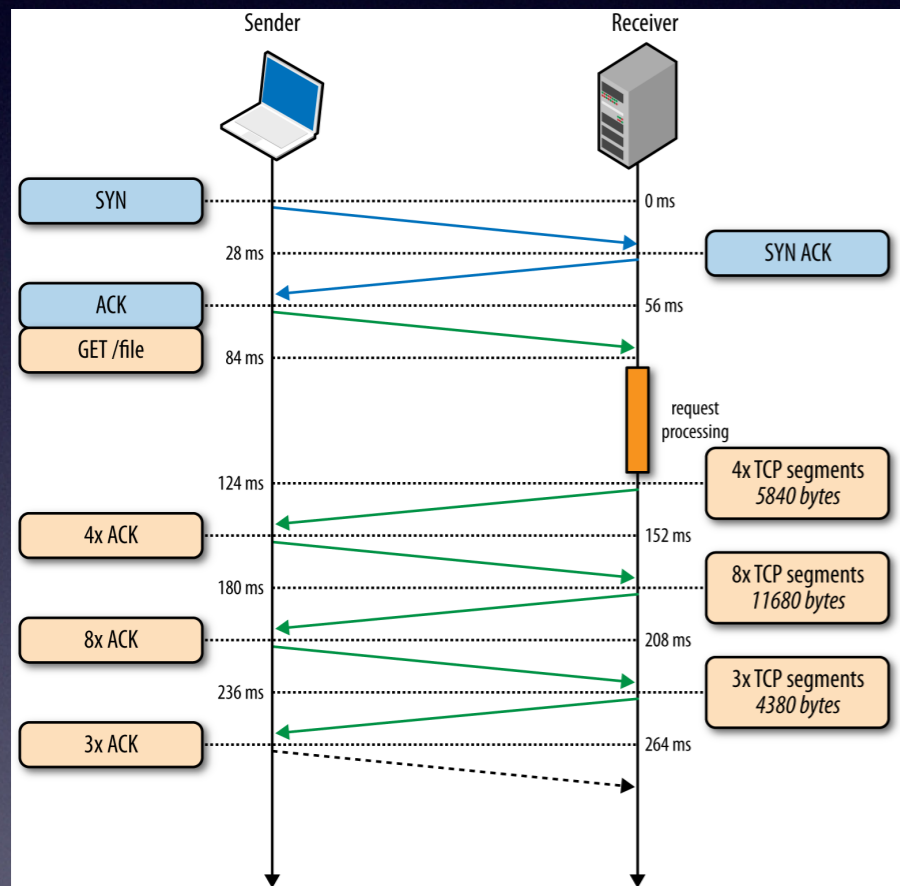 Sender
Receiver
SYN
0 ms
28 ms
SYN ACK
ACK
56 ms
GET /file
84 ms
request
processing
124 ms
4x TCP segments
5840 bytes
4x ACK
152 ms
180 ms
8x TCP segments
11680 bytes
8x ACK
208 ms
236 ms
3x TCP segments
4380 bytes
3x ACK
264 ms